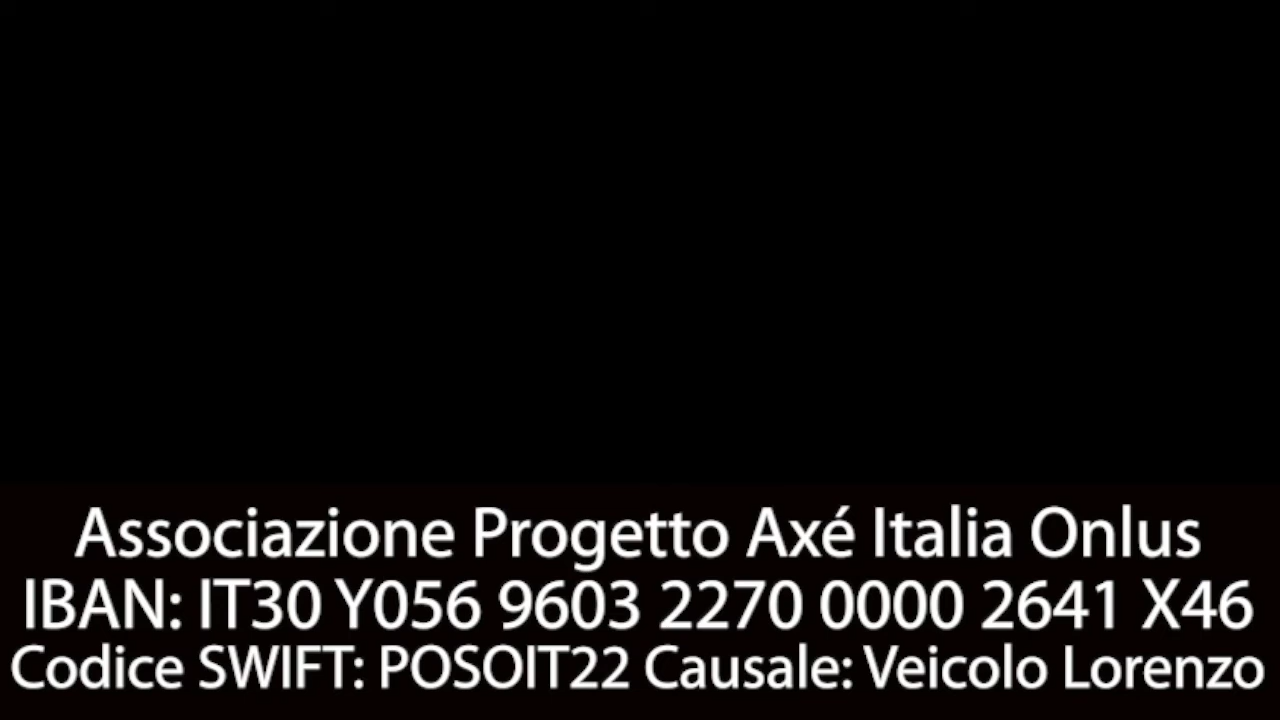 Associazione Progetto Axé Italia Onlus
IBAN: IT30 Y056 9603 2270 0000 2641 X46
Codice SWIFT: POSOIT22 Causale: Veicolo Lorenzo